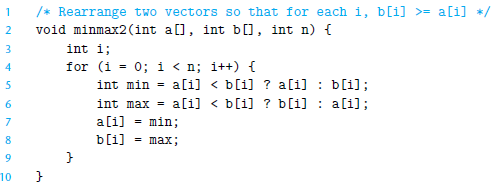 1 /* Rearrange two vectors so that for each i, b[i] >= a[i] */
2 void minmax2(int a[], int b[], int n) {
3     int i;
4     for (i = 0; i < n; i++) {
5         int min = a[i] < b[i] ? a[i] : b[i];
6         int max = a[i] < b[i] ? b[i] : a[i];
7         a[i] = min;
8         b[i] = max;
9     }
10 }